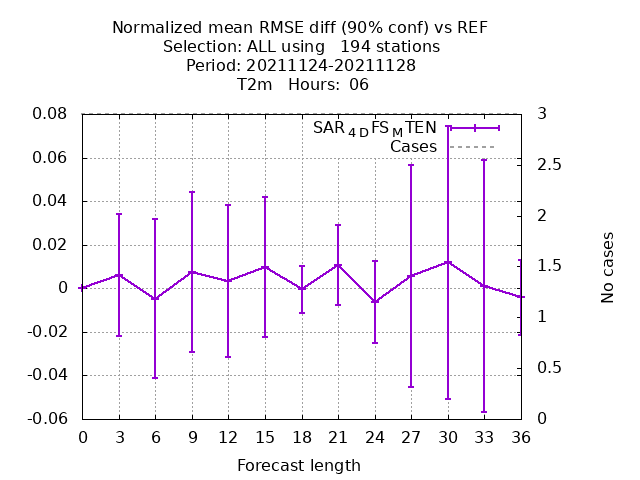 Normalized mean RMSE diff (90% conf) vs REF
Selection: ALL using 194 stations
Period: 20211124-20211128
T2m Hours: 06
SAR4DFSMTEN
Cases
0.08
0.06
0.04
0.02
0
-0.02
-0.04
-0.06
3
2.5
2
1.5
1
0.5
0
No cases
0 3 6 9 12 15 18 21 24 27 30 33 36
Forecast length